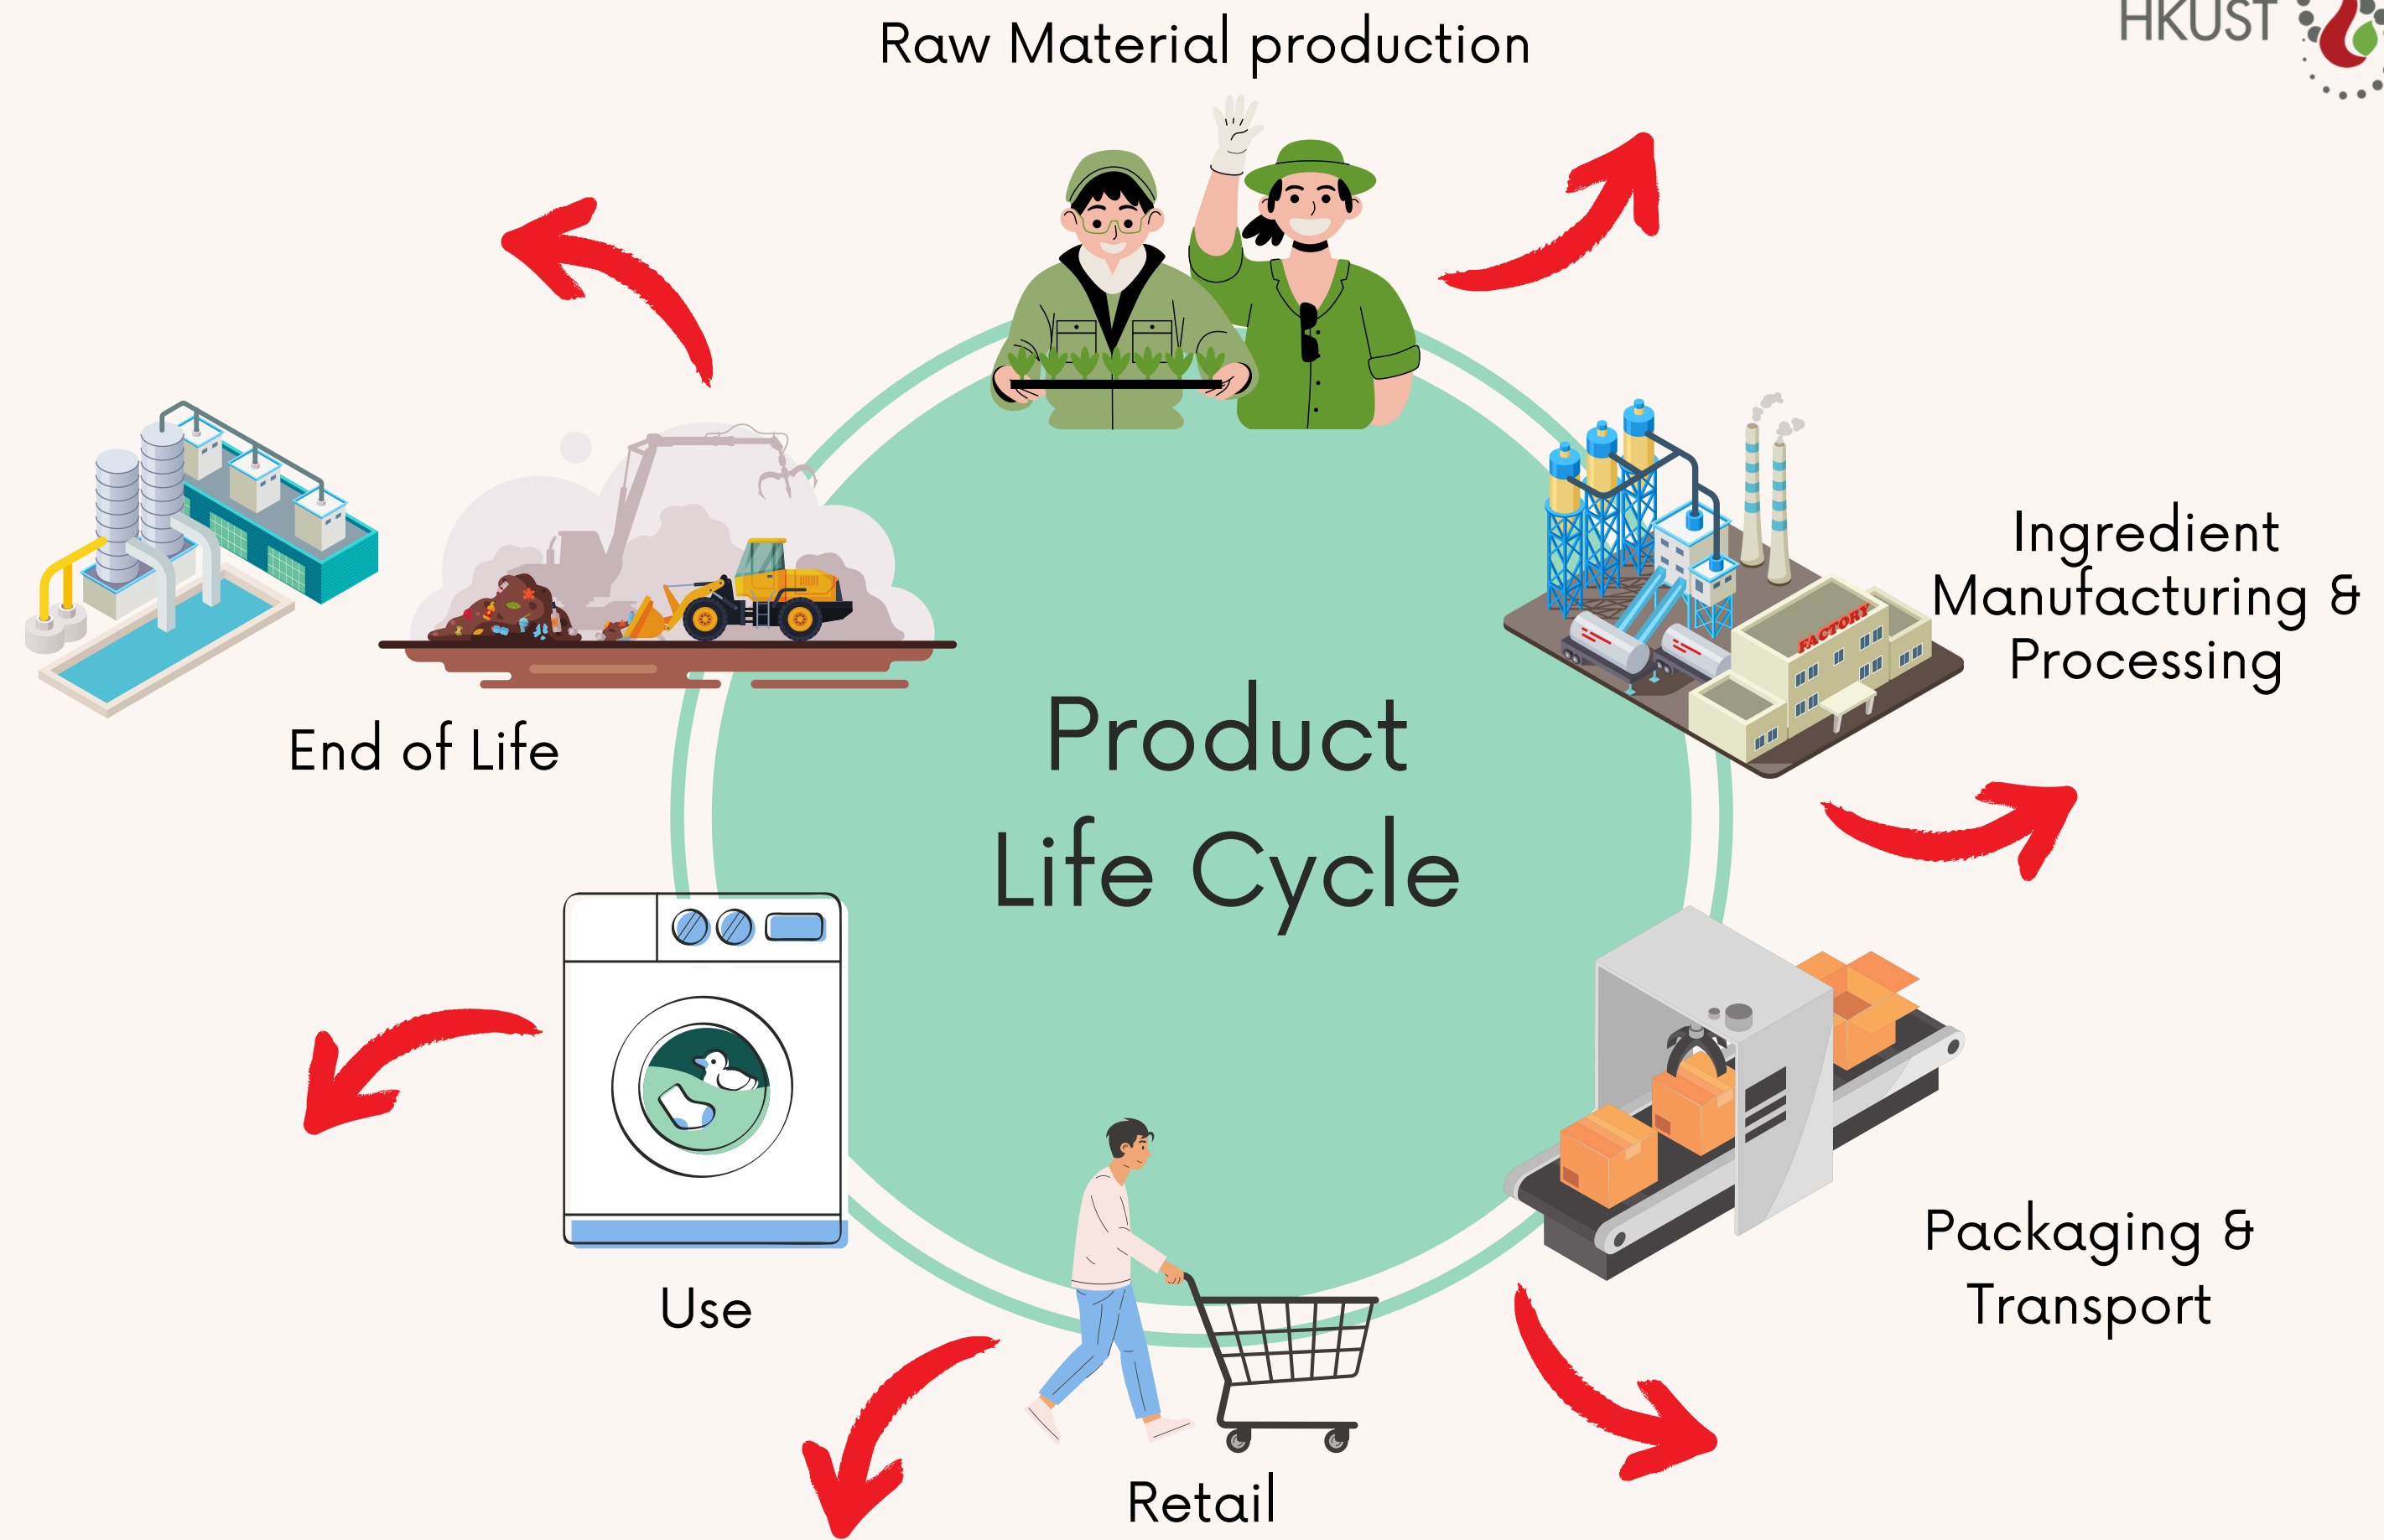 Raw Material production
HKUST
Ingredient
Manufacturing &
Processing
FACTORY
Product
Life Cycle
End of Life
Packaging &
Transport
Use
Retail